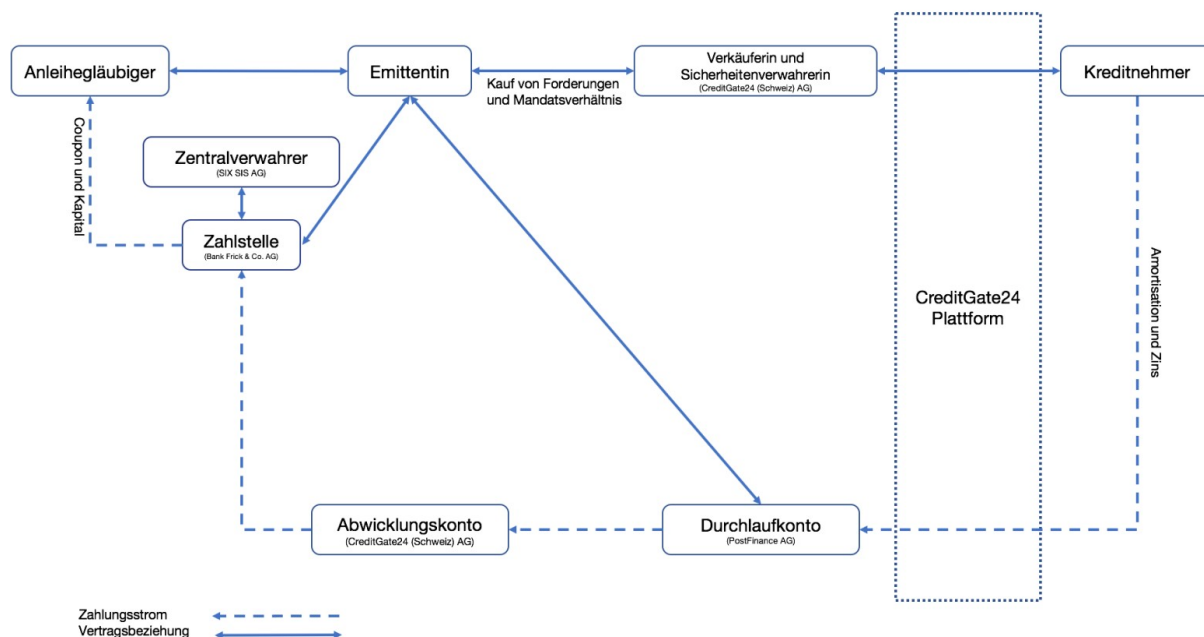 Anleihegläubiger
Emittentin
Kauf von Forderungen
und Mandatsverhältnis
Verkäuferin und
Sicherheitenverwahrerin
(CreditGate24 (Schweiz) AG)
Kreditnehmer
Coupon und Kapital
Zentralverwahrer
(SIX SIS AG)
Zahlstelle
(Bank Frick & Co. AG)
CreditGate24
Plattform
Amortisation und Zins
Abwicklungskonto
(CreditGate24 (Schweiz) AG)
Durchlaufkonto
(PostFinance AG)
Zahlungsstrom
Vertragsbeziehung